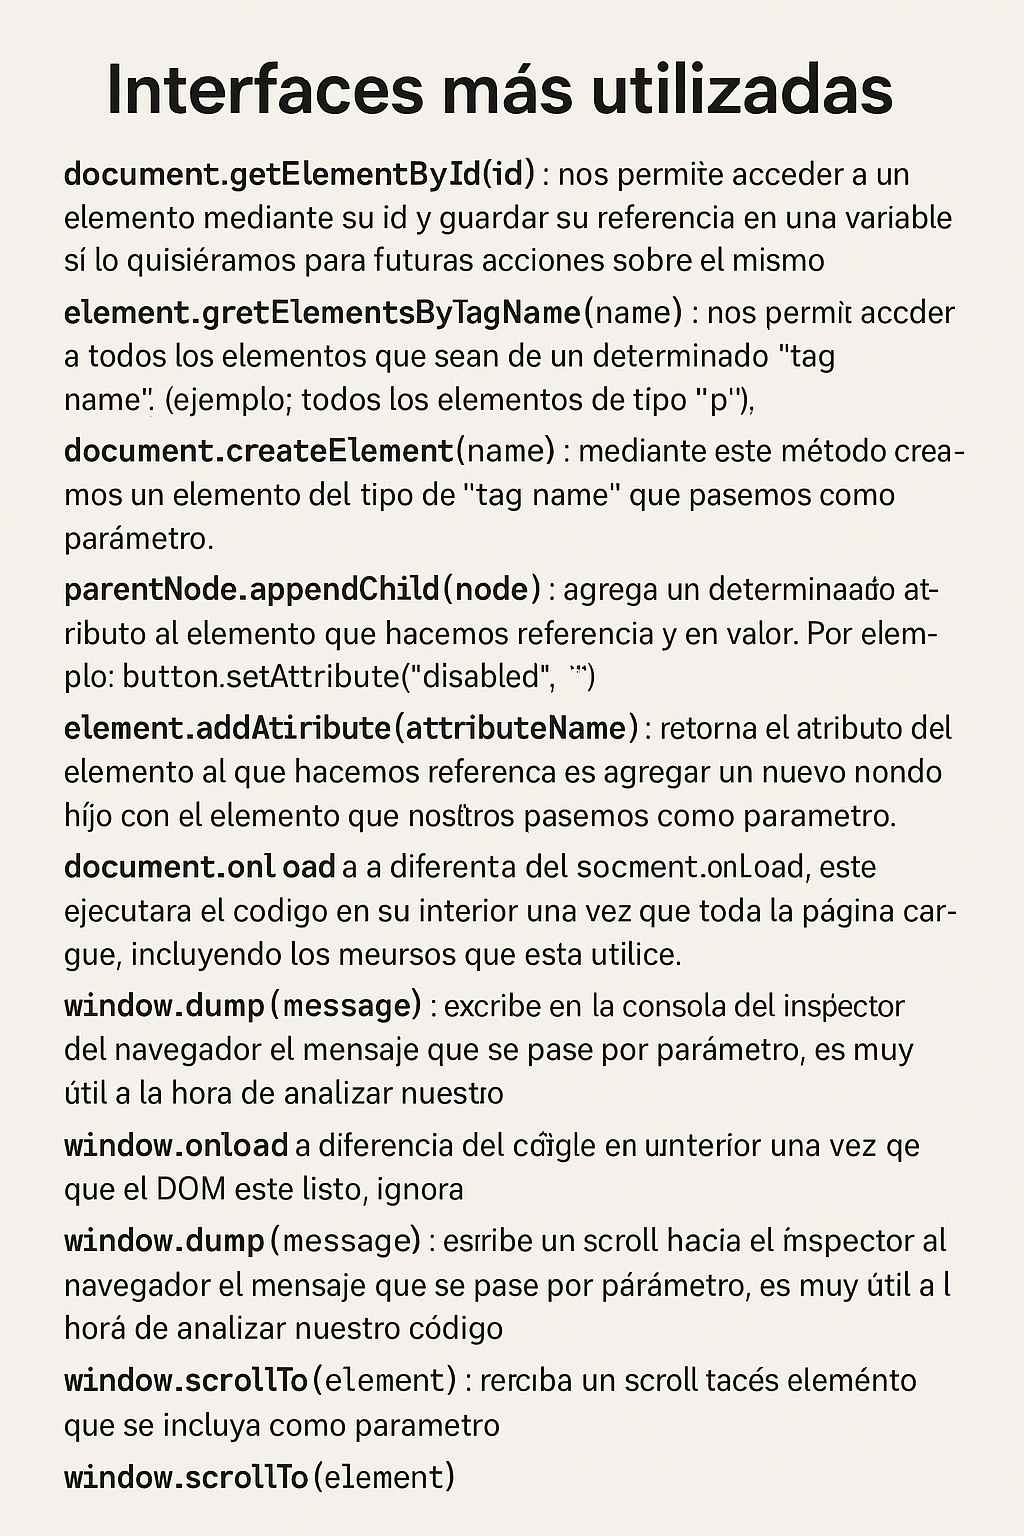 Interfaces más utilizadas
document.getElementById(id) : nos permite acceder a un
elemento mediante su id y guardar su referencia en una variable
sí lo quisiéramos para futuras acciones sobre el mismo
element.gretElementsByTagName(name) : nos permit accder
a todos los elementos que sean de un determinado "tag
name". (ejemplo; todos los elementos de tipo "p"),
document.createElement(name) : mediante este método crea-
mos un elemento del tipo de "tag name" que pasemos como
parámetro.
parentNode.appendChild(node) : agrega un at-
ributo al elemento que hacemos referencia y en valor. Por elem-
plo: button.setAttribute("disabled", "")
element.addAtiribute(attributeName) : retorna el atributo del
elemento al que hacemos referenca es agregar un nuevo nondo
híjo con el elemento que pasemos como parametro.
document.onl oad a a diferenta del socment.onLoad, este
ejecutara el codigo en su interior una vez que toda la página car-
gue, incluyendo los meursos que esta utilice.
window.dump(message) : excribe en la consola del inspector
del navegador el mensaje que se pase por parámetro, es muy
útil a la hora de analizar nuestro
window.onload a diferencia del en una vez qe
que el DOM este listo, ignora
window.dump(message) : un scroll hacia el al
navegador el mensaje que se pase por párámetro, es muy útil a l
horá de analizar nuestro código
window.scrollTo(element) : un scroll tacés eleménto
que se incluya como parametro
window.scrollTo(element)